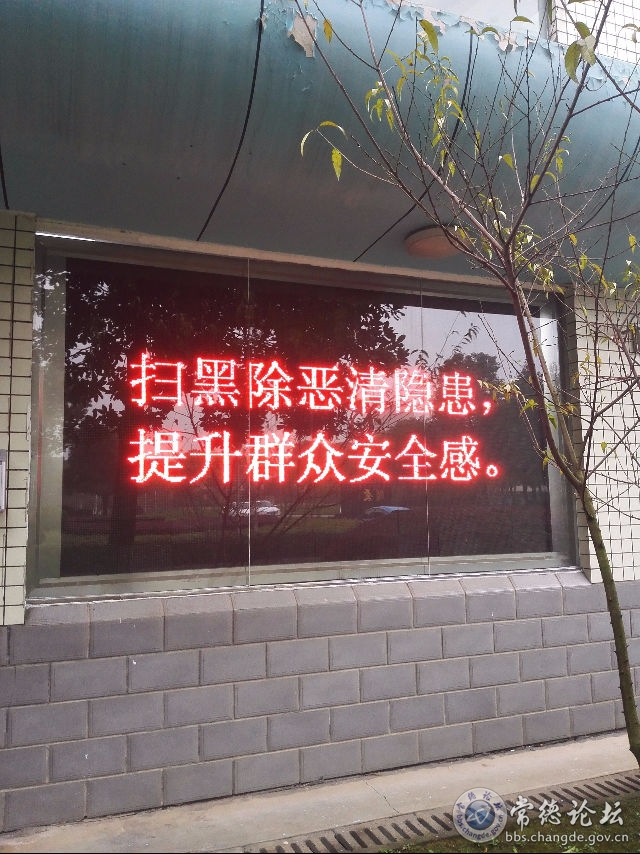 扫黑除恶清隐患，
提升群众安全感。
常德论坛
bbs.changde.gov.cn